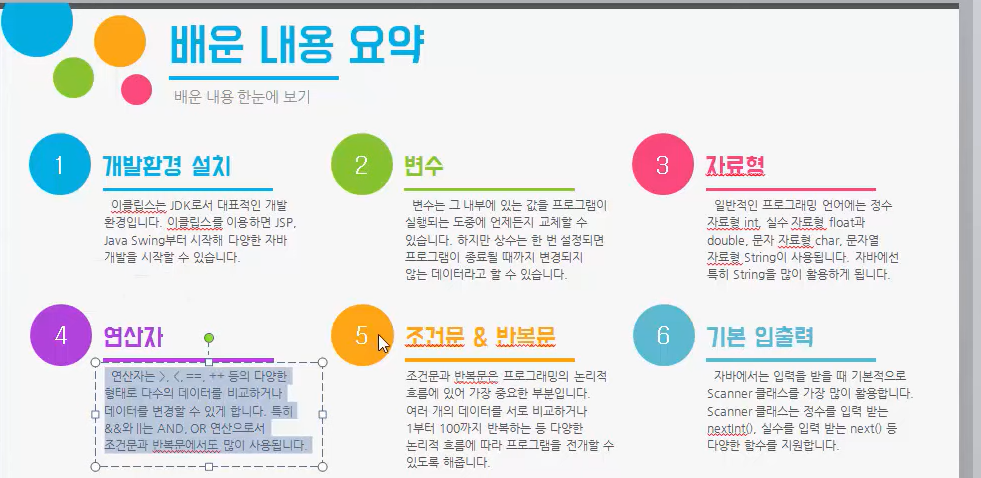 배운 내용 요약
배운 내용 한눈에 보기
1 개발환경 설치
이클립스는 JDK로서 대표적인 개발
환경입니다. 이클립스를 이용하면 JSP,
Java Swing부터 시작해 다양한 자바
개발을 시작할 수 있습니다.
2 변수
변수는 그 내부에 있는 값을 프로그램이
실행되는 도중에 언제든지 교체할 수
있습니다. 하지만 상수는 한 번 설정되면
프로그램이 종료될 때까지 변경되지
않는 데이터라고 할 수 있습니다.
3 자료형
일반적인 프로그래밍 언어에는 정수
자료형 int, 실수 자료형 float과
double, 문자 자료형 char, 문자열
자료형 String이 사용됩니다. 자바에선
특히 String을 많이 활용하게 됩니다.
4 연산자
연산자는 >, <, ==, ++ 등의 다양한
형태로 다수의 데이터를 비교하거나
데이터를 변경할 수 있게 합니다. 특히
&&와 ||는 AND, OR 연산으로서
조건문과 반복문에서도 많이 사용됩니다.
5 조건문 & 반복문
조건문과 반복문은 프로그래밍의 논리적
흐름에 있어 가장 중요한 부분입니다.
여러 개의 데이터를 서로 비교하거나
1부터 100까지 반복하는 등 다양한
논리적 흐름에 따라 프로그램을 전개할 수
있도록 해줍니다.
6 기본 입출력
자바에서는 입력을 받을 때 기본적으로
Scanner 클래스를 가장 많이 활용합니다.
Scanner 클래스는 정수를 입력 받는
nextint(), 실수를 입력 받는 next() 등
다양한 함수를 지원합니다.